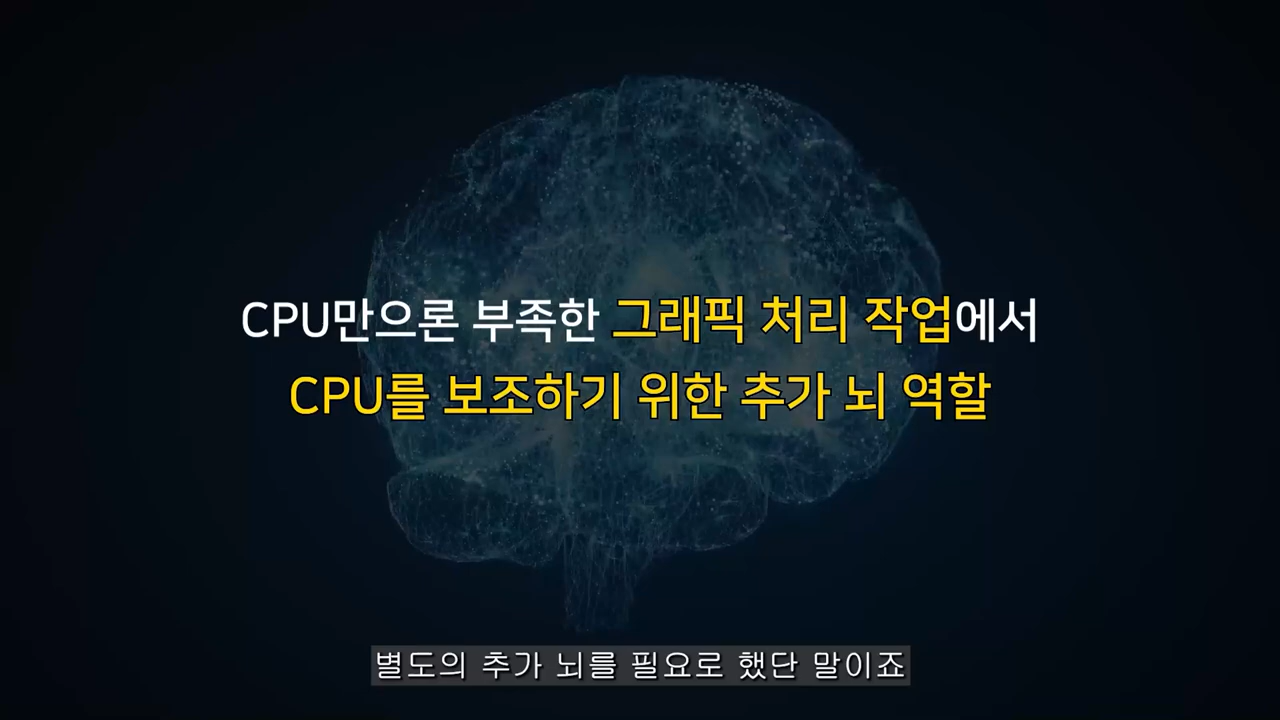 CPU만으론 부족한 그래픽 처리 작업에서
CPU를 보조하기 위한 추가 뇌 역할
별도의 추가 뇌를 필요로 했단 말이죠